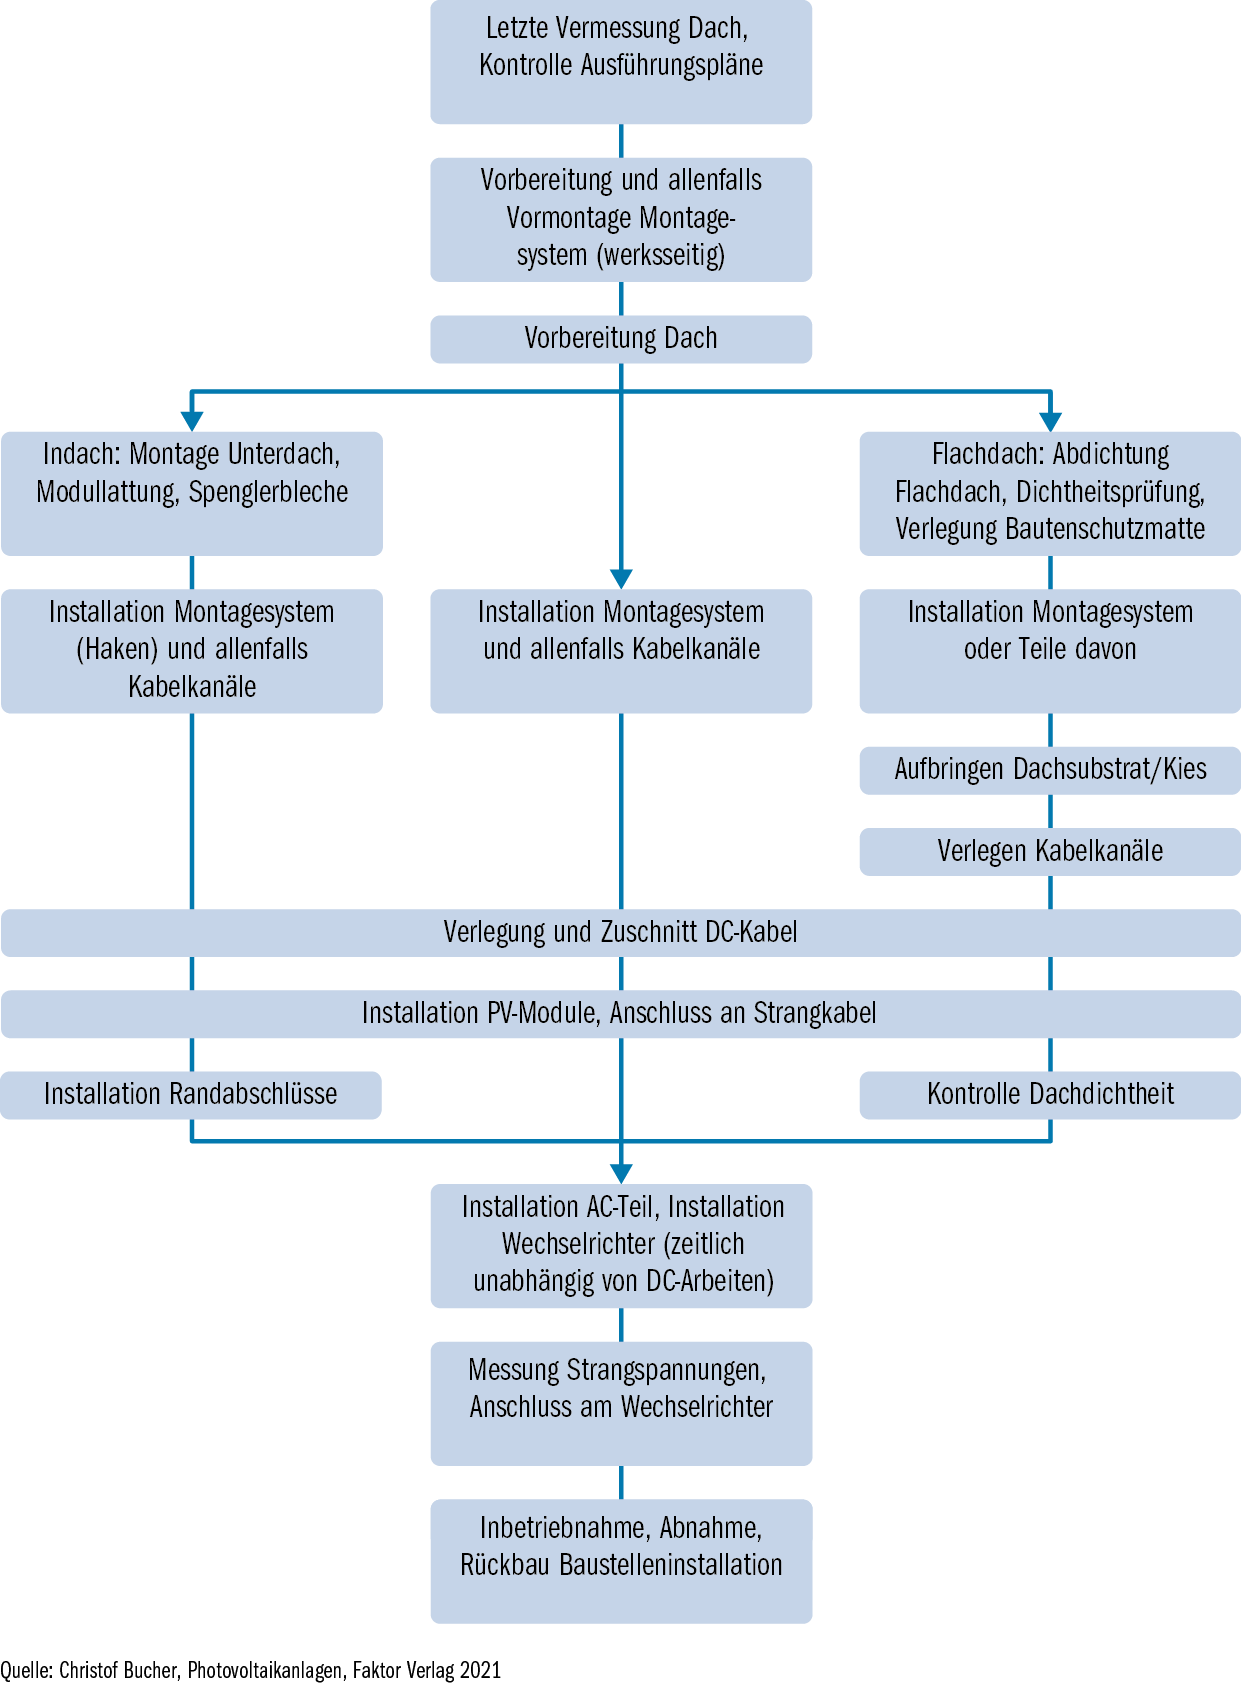 Letzte Vermessung Dach,
Kontrolle Ausführungspläne
Vorbereitung und allenfalls
Vormontage Montage-
system (werksseitig)
Vorbereitung Dach
Indach: Montage Unterdach,
Modullattung, Spenglerbleche
Flachdach: Abdichtung
Flachdach, Dichtheitsprüfung,
Verlegung Bautenschutzmatte
Installation Montagesystem
(Haken) und allenfalls
Kabelkanäle
Installation Montagesystem
und allenfalls Kabelkanäle
Installation Montagesystem
oder Teile davon
Aufbringen Dachsubstrat/Kies
Verlegen Kabelkanäle
Verlegung und Zuschnitt DC-Kabel
Installation PV-Module, Anschluss an Strangkabel
Installation Randabschlüsse
Kontrolle Dachdichtheit
Installation AC-Teil, Installation
Wechselrichter (zeitlich
unabhängig von DC-Arbeiten)
Messung Strangspannungen,
Anschluss am Wechselrichter
Inbetriebnahme, Abnahme,
Rückbau Baustelleninstallation
Quelle: Christof Bucher, Photovoltaikanlagen, Faktor Verlag 2021